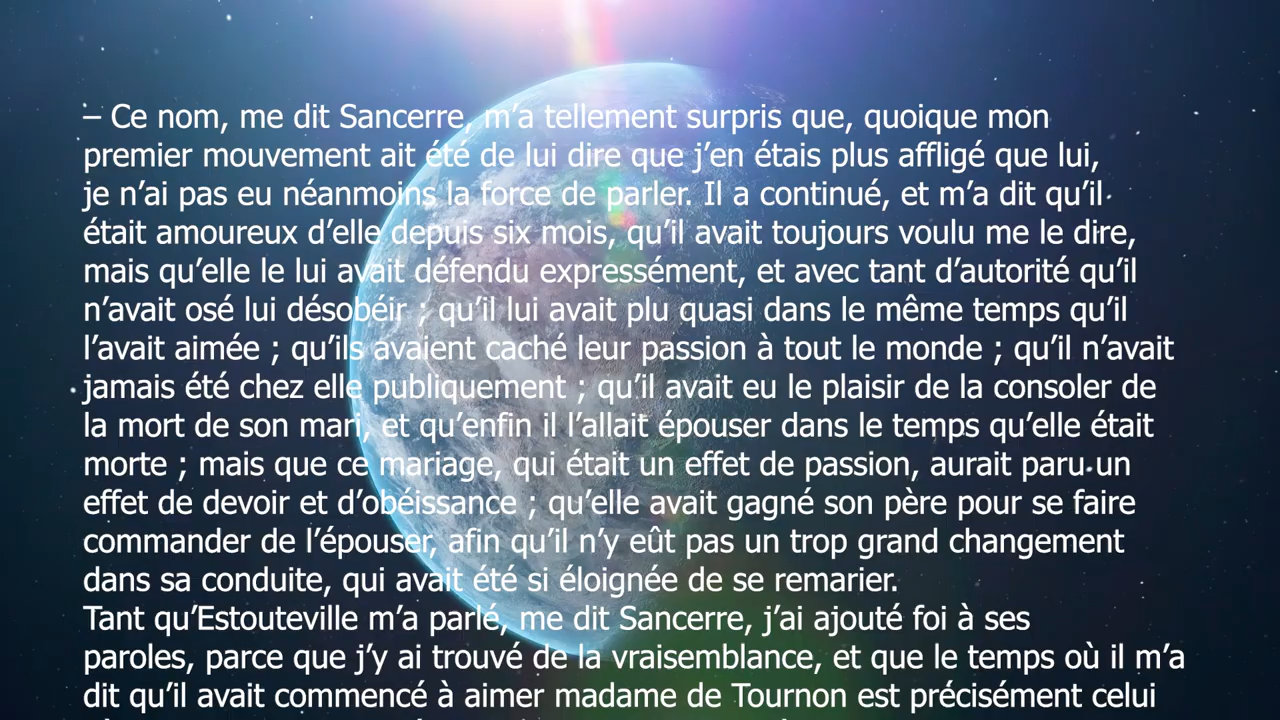 – Ce nom, me dit Sancerre, m’a tellement surpris que, quoique mon
premier mouvement ait été de lui dire que j’en étais plus affligé que lui,
je n’ai pas eu néanmoins la force de parler. Il a continué, et m’a dit qu’il
était amoureux d’elle depuis six mois, qu’il avait toujours voulu me le dire,
mais qu’elle le lui avait défendu expressément, et avec tant d’autorité qu’il
n’avait osé lui désobéir ; qu’il lui avait plu quasi dans le même temps qu’il
l’avait aimée ; qu’ils avaient caché leur passion à tout le monde ; qu’il n’avait
jamais été chez elle publiquement ; qu’il avait eu le plaisir de la consoler de
la mort de son mari, et qu’enfin il l’allait épouser dans le temps qu’elle était
morte ; mais que ce mariage, qui était un effet de passion, aurait paru un
effet de devoir et d’obéissance ; qu’elle avait gagné son père pour se faire
commander de l’épouser, afin qu’il n’y eût pas un trop grand changement
dans sa conduite, qui avait été si éloignée de se remarier.
Tant qu’Estouteville m’a parlé, me dit Sancerre, j’ai ajouté foi à ses
paroles, parce que j’y ai trouvé de la vraisemblance, et que le temps où il m’a
dit qu’il avait commencé à aimer madame de Tournon est précisément celui